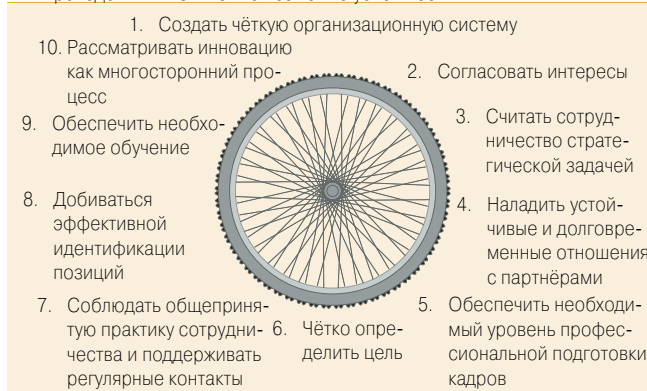 1. Создать чёткую организационную систему
10. Рассматривать инновацию
как многосторонний про-
цесс
2. Согласовать интересы
9. Обеспечить необхо-
димое обучение
3. Считать сотруд-
ничество страте-
гической задачей
8. Добиваться
эффективной
идентификации
позиций
4. Наладить устой-
чивые и долговре-
менные отношения
с партнёрами
7. Соблюдать общеприня-
тую практику сотрудни-
чества и поддерживать
регулярные контакты
6. Чётко опре-
делить цель
5. Обеспечить необходи-
мый уровень профес-
сиональной подготовки
кадров